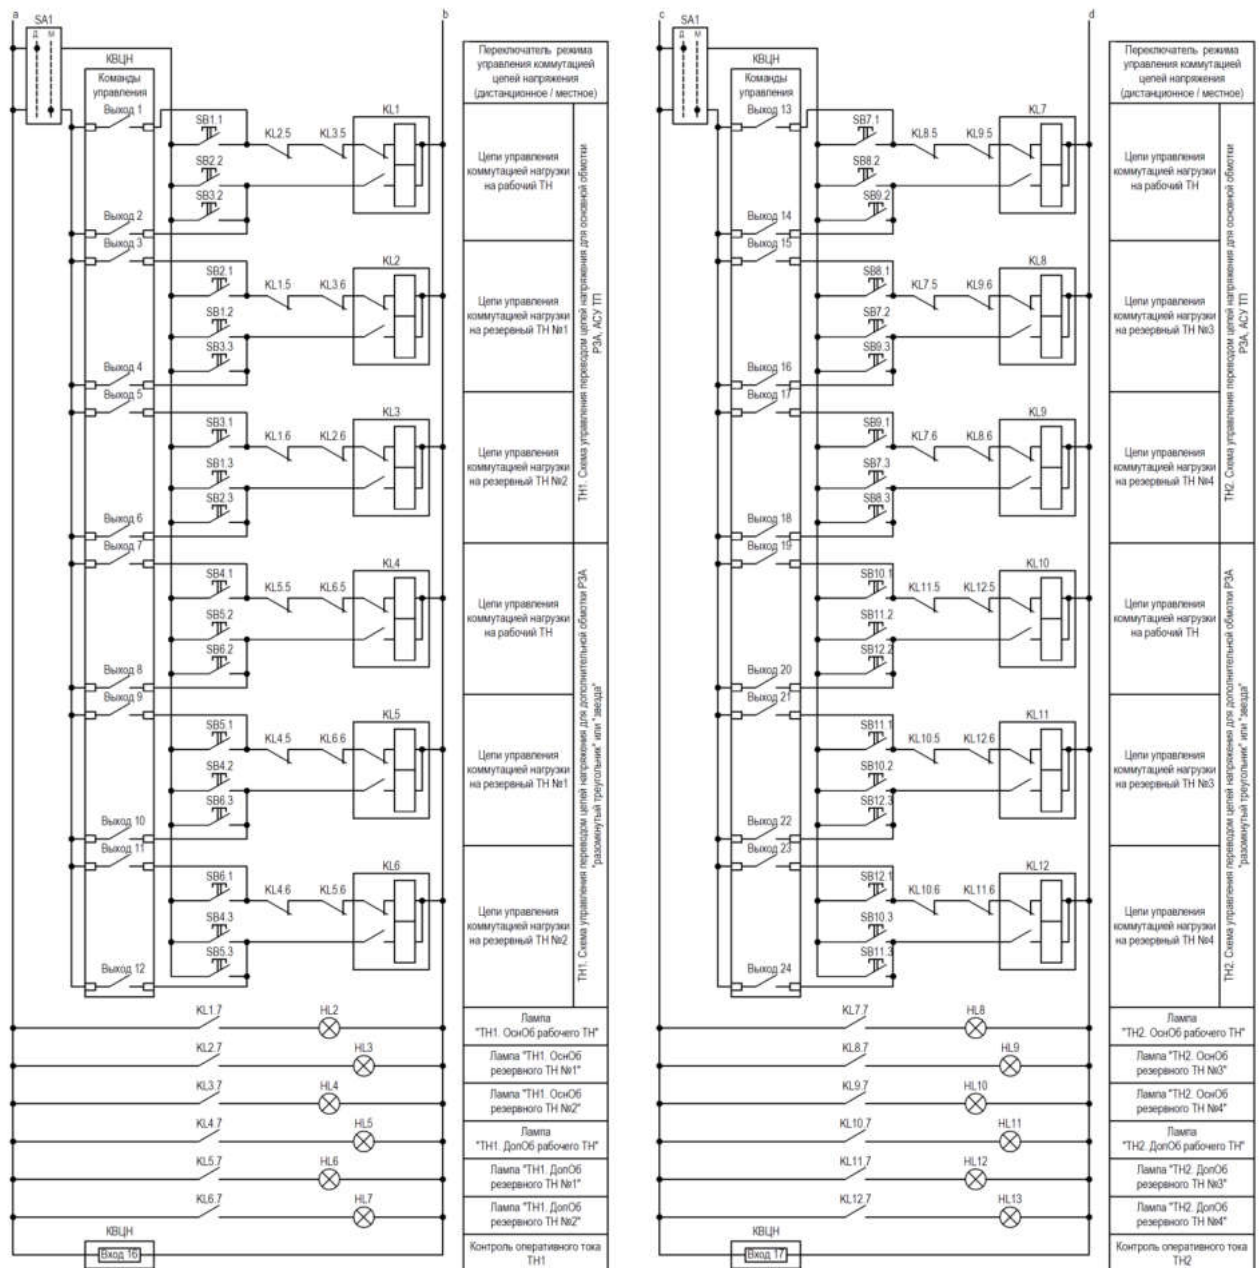 a
b
SA1
Д М
КВЦН
Команды
управления
Переключатель режима
управления коммутацией
цепей напряжения
(дистанционное / местное)
Выход 1
SB1.1
KL2.5
KL3.5
KL1
SB2.2
SB3.2
Выход 2
Цепи управления
коммутацией нагрузки
на рабочий ТН
Выход 3
SB2.1
KL1.5
KL3.6
KL2
SB1.2
SB3.3
Выход 4
Цепи управления
коммутацией нагрузки
на резервный ТН №1
Выход 5
SB3.1
KL1.6
KL2.6
KL3
SB1.3
SB2.3
Выход 6
Цепи управления
коммутацией нагрузки
на резервный ТН №2
ТН1. Схема управления переводом цепей напряжения для основной обмотки
РЗА, АСУ ТП
Выход 7
SB4.1
KL5.5
KL6.5
KL4
SB5.2
SB6.2
Выход 8
Цепи управления
коммутацией нагрузки
на рабочий ТН
Выход 9
SB5.1
KL4.5
KL6.6
KL5
SB4.2
SB6.3
Выход 10
Цепи управления
коммутацией нагрузки
на резервный ТН №1
Выход 11
SB6.1
KL4.6
KL5.6
KL6
SB4.3
SB5.3
Выход 12
Цепи управления
коммутацией нагрузки
на резервный ТН №2
ТН1. Схема управления переводом цепей напряжения для дополнительной обмотки РЗА
"разомкнутый треугольник" или "звезда"
KL1.7
HL2
Лампа
"ТН1. ОснОб рабочего ТН"
KL2.7
HL3
Лампа "ТН1. ОснОб
резервного ТН №1"
KL3.7
HL4
Лампа "ТН1. ОснОб
резервного ТН №2"
KL4.7
HL5
Лампа
"ТН1. ДопОб рабочего ТН"
KL5.7
HL6
Лампа "ТН1. ДопОб
резервного ТН №1"
KL6.7
HL7
Лампа "ТН1. ДопОб
резервного ТН №2"
КВЦН
Вход 16
Контроль оперативного тока
ТН1
c
d
SA1
Д М
КВЦН
Команды
управления
Переключатель режима
управления коммутацией
цепей напряжения
(дистанционное / местное)
Выход 13
SB7.1
KL8.5
KL9.5
KL7
SB8.2
SB9.2
Выход 14
Цепи управления
коммутацией нагрузки
на рабочий ТН
Выход 15
SB8.1
KL7.5
KL9.6
KL8
SB7.2
SB9.3
Выход 16
Цепи управления
коммутацией нагрузки
на резервный ТН №3
Выход 17
SB9.1
KL7.6
KL8.6
KL9
SB7.3
SB8.3
Выход 18
Цепи управления
коммутацией нагрузки
на резервный ТН №4
ТН2. Схема управления переводом цепей напряжения для основной обмотки
РЗА, АСУ ТП
Выход 19
SB10.1
KL11.5
KL12.5
KL10
SB11.2
SB12.2
Выход 20
Цепи управления
коммутацией нагрузки
на рабочий ТН
Выход 21
SB11.1
KL10.5
KL12.6
KL11
SB10.2
SB12.3
Выход 22
Цепи управления
коммутацией нагрузки
на резервный ТН №3
Выход 23
SB12.1
KL10.6
KL11.6
KL12
SB10.3
SB11.3
Выход 24
Цепи управления
коммутацией нагрузки
на резервный ТН №4
ТН2. Схема управления переводом цепей напряжения для дополнительной обмотки РЗА
"разомкнутый треугольник" или "звезда"
KL7.7
HL8
Лампа
"ТН2. ОснОб рабочего ТН"
KL8.7
HL9
Лампа "ТН2. ОснОб
резервного ТН №3"
KL9.7
HL10
Лампа "ТН2. ОснОб
резервного ТН №4"
KL10.7
HL11
Лампа
"ТН2. ДопОб рабочего ТН"
KL11.7
HL12
Лампа "ТН2. ДопОб
резервного ТН №3"
KL12.7
HL13
Лампа "ТН2. ДопОб
резервного ТН №4"
КВЦН
Вход 17
Контроль оперативного тока
ТН2